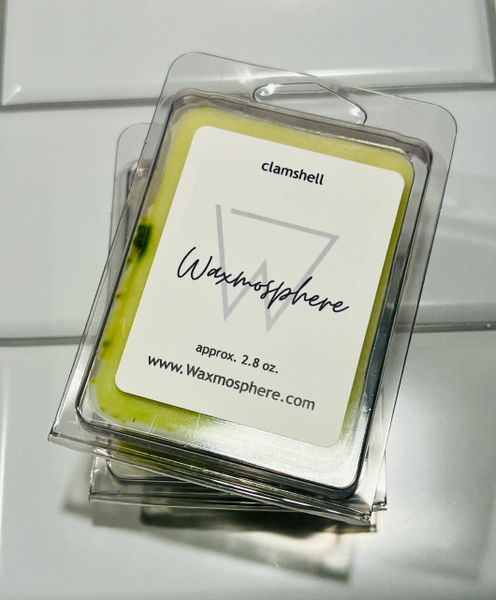 clamshell
Waxmosphere
approx. 2.8 oz.
www.Waxmosphere.com